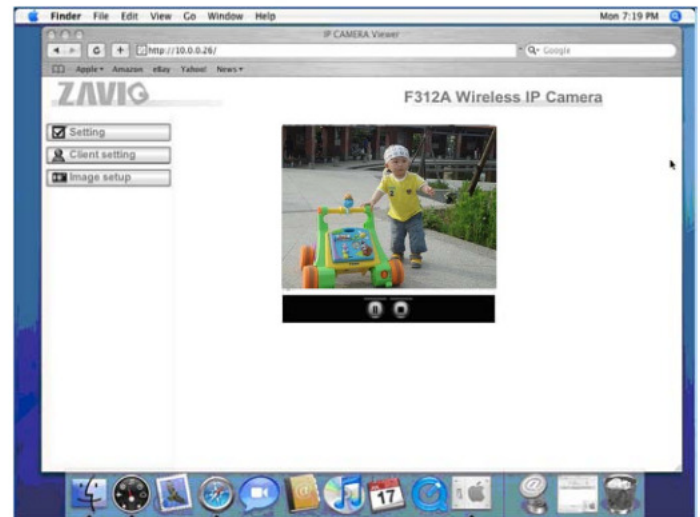 Finder File Edit View Go Window Help Mon 7:19 PM
IP CAMERA Viewer
http://10.0.0.26/ Google
Apple Amazon eBay Yahoo! News
ZAVIO
F312A Wireless IP Camera
Setting
Client setting
Image setup
17